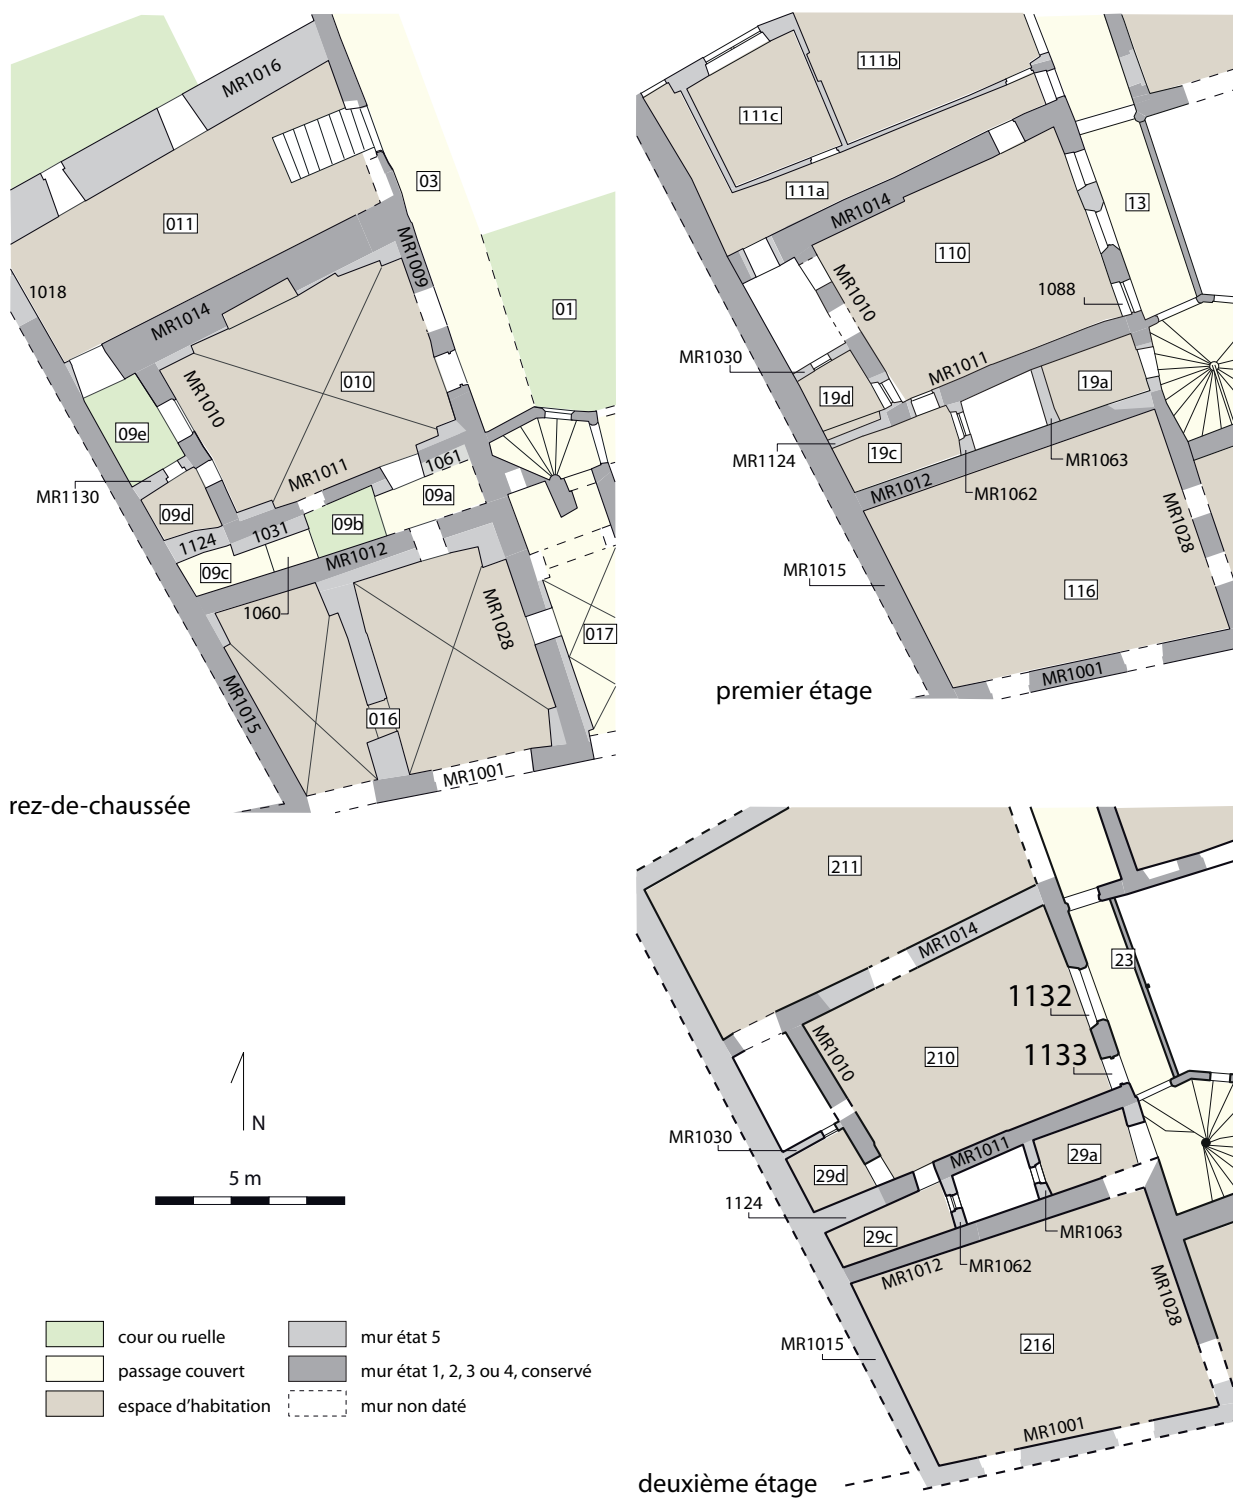 MR1016
03
011
MR1009
01
1018
MR1014
010
MR1010
09e
MR1011
1061
09a
MR1130
09d
09b
1124
1031
09c
MR1012
1060
MR1028
017
MR1015
016
MR1001
rez-de-chaussée
111b
111c
111a
MR1014
13
110
1088
MR1010
MR1030
MR1011
19a
19d
MR1124
19c
MR1063
MR1012
MR1062
MR1028
MR1015
116
MR1001
premier étage
211
MR1014
23
1132
MR1010
210
1133
MR1030
MR1011
29a
29d
1124
29c
MR1063
MR1012
MR1062
MR1028
MR1015
216
MR1001
deuxième étage
N
5 m
cour ou ruelle
passage couvert
espace d’habitation
mur état 5
mur état 1, 2, 3 ou 4, conservé
mur non daté